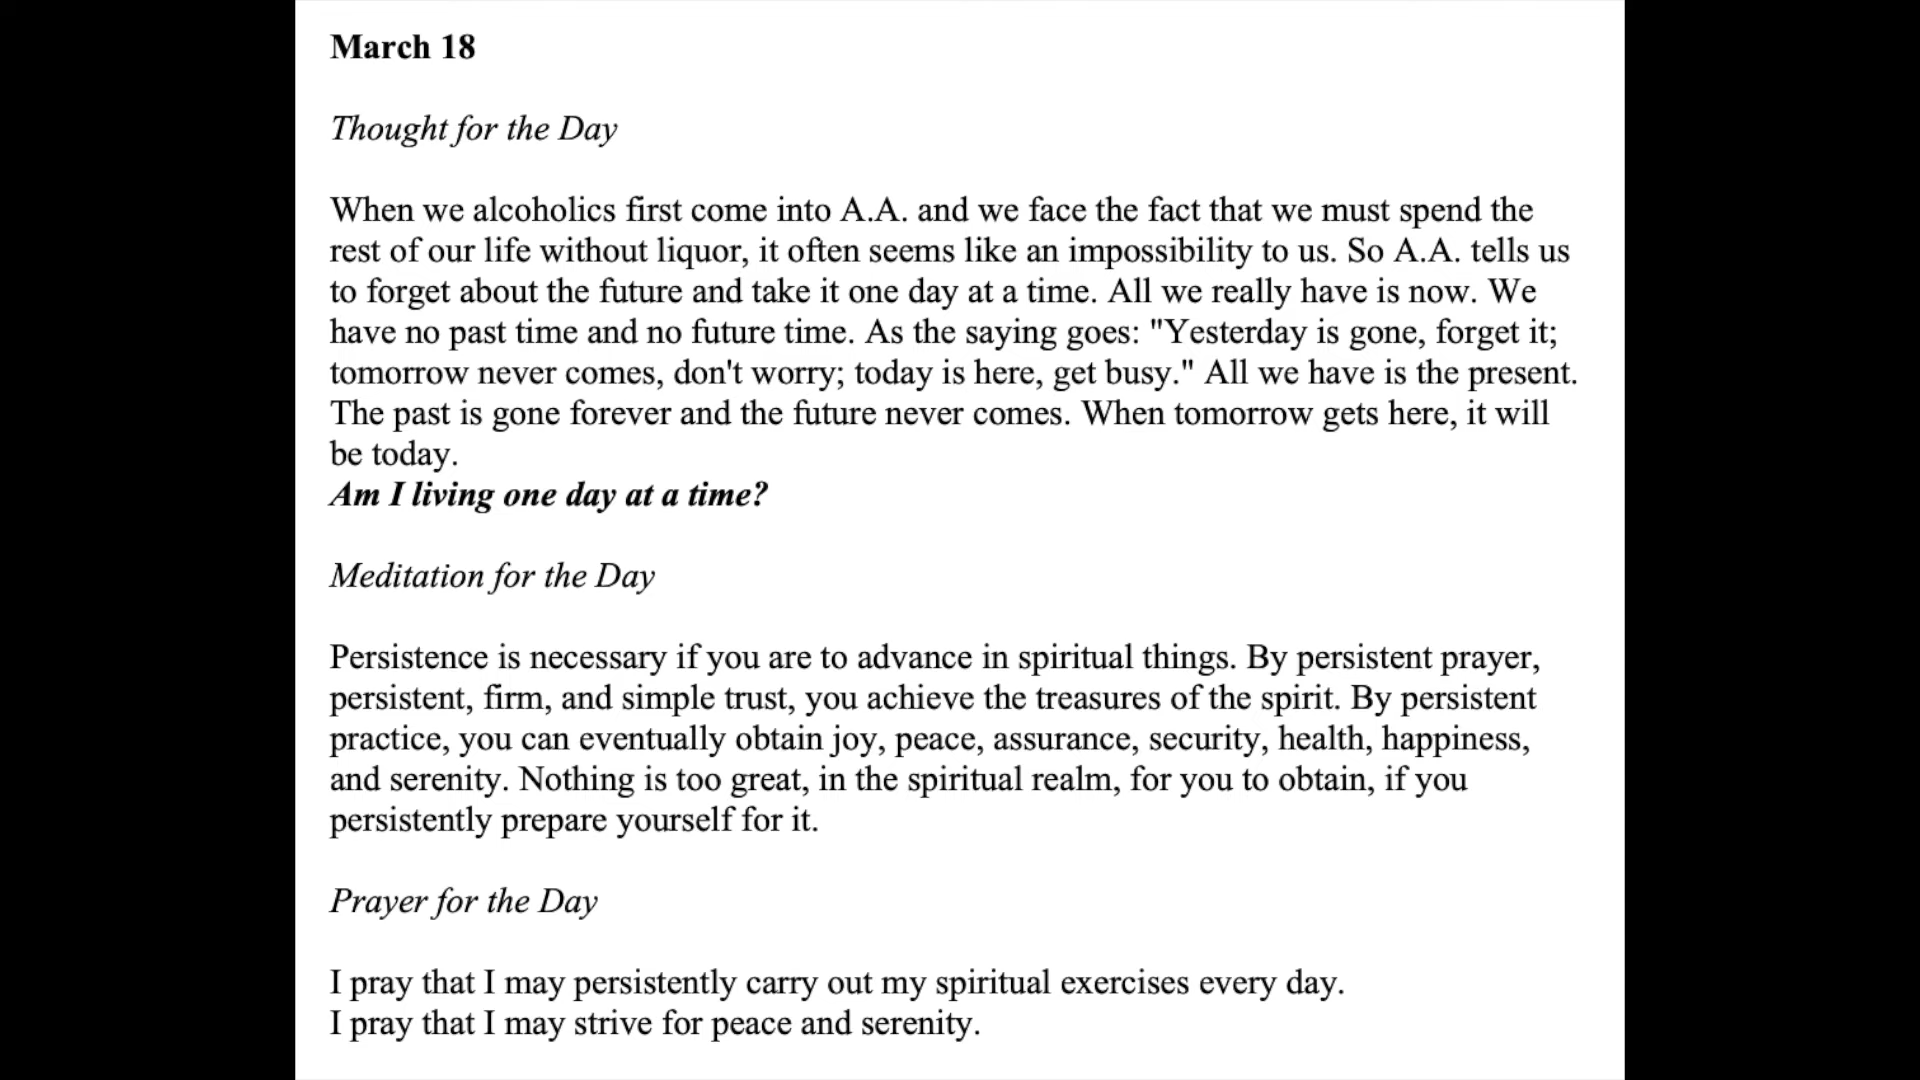 March 18
Thought for the Day
When we alcoholics first come into A.A. and we face the fact that we must spend the
rest of our life without liquor, it often seems like an impossibility to us. So A.A. tells us
to forget about the future and take it one day at a time. All we really have is now. We
have no past time and no future time. As the saying goes: "Yesterday is gone, forget it;
tomorrow never comes, don't worry; today is here, get busy." All we have is the present.
The past is gone forever and the future never comes. When tomorrow gets here, it will
be today.
Am I living one day at a time?
Meditation for the Day
Persistence is necessary if you are to advance in spiritual things. By persistent prayer,
persistent, firm, and simple trust, you achieve the treasures of the spirit. By persistent
practice, you can eventually obtain joy, peace, assurance, security, health, happiness,
and serenity. Nothing is too great, in the spiritual realm, for you to obtain, if you
persistently prepare yourself for it.
Prayer for the Day
I pray that I may persistently carry out my spiritual exercises every day.
I pray that I may strive for peace and serenity.